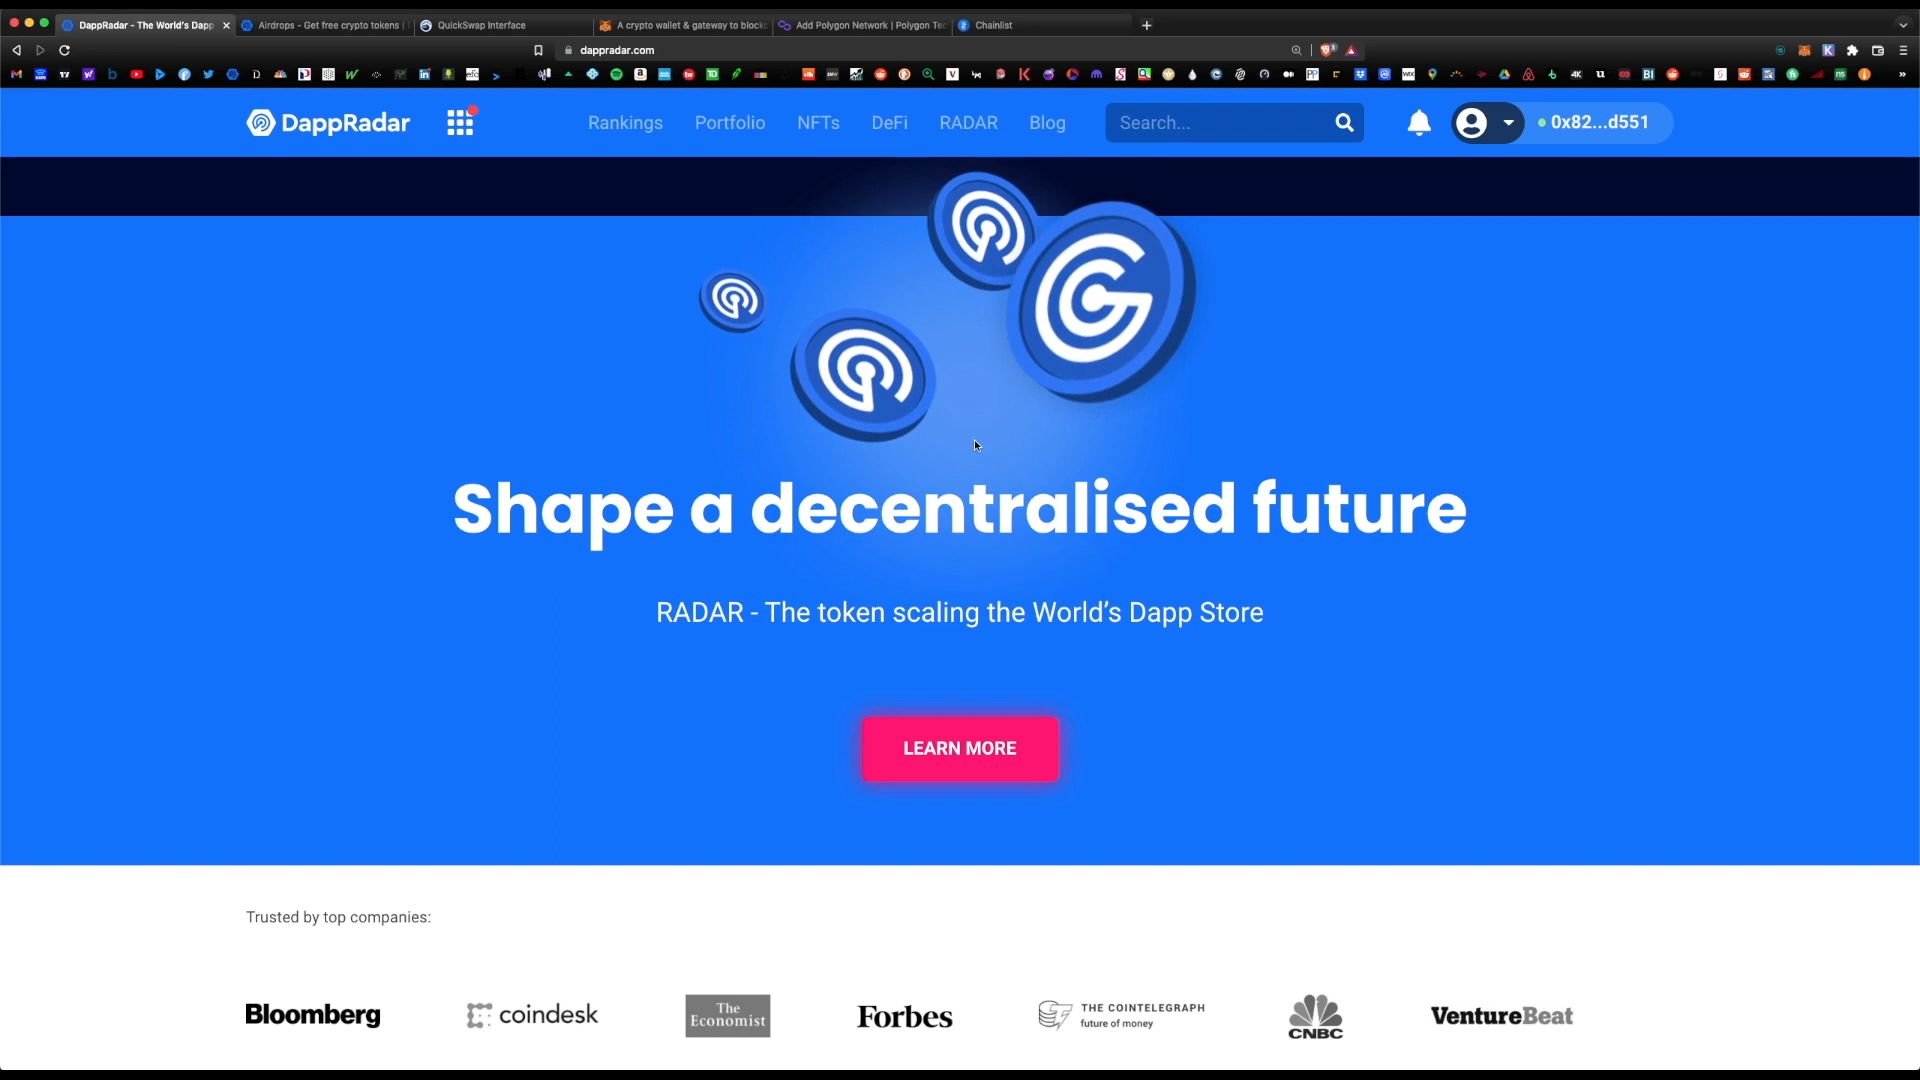 DappRadar - The World's Dapp
Airdrops - Get free crypto tokens |
QuickSwap Interface
A crypto wallet & gateway to blockc
Add Polygon Network | Polygon Tec
Chainlist
dappradar.com
DappRadar
Rankings
Portfolio
NFTs
DeFi
RADAR
Blog
Search...
0x82...d551
Shape a decentralised future
RADAR - The token scaling the World's Dapp Store
LEARN MORE
Trusted by top companies:
Bloomberg
coindesk
The
Economist
Forbes
THE COINTELEGRAPH
future of money
CNBC
VentureBeat